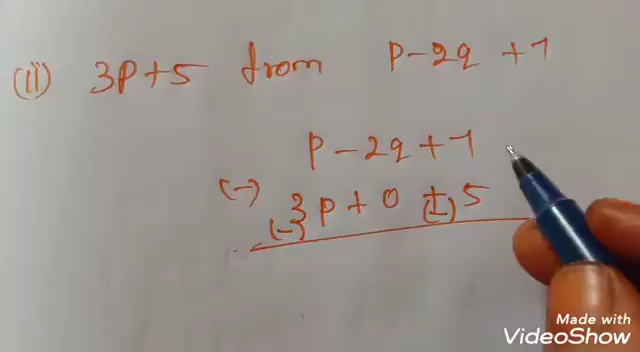 (ii) 3P+5 from P-2q +7
P-2q+7
(-) 3P+0 + 5
(-) (-)
Made with
VideoShow